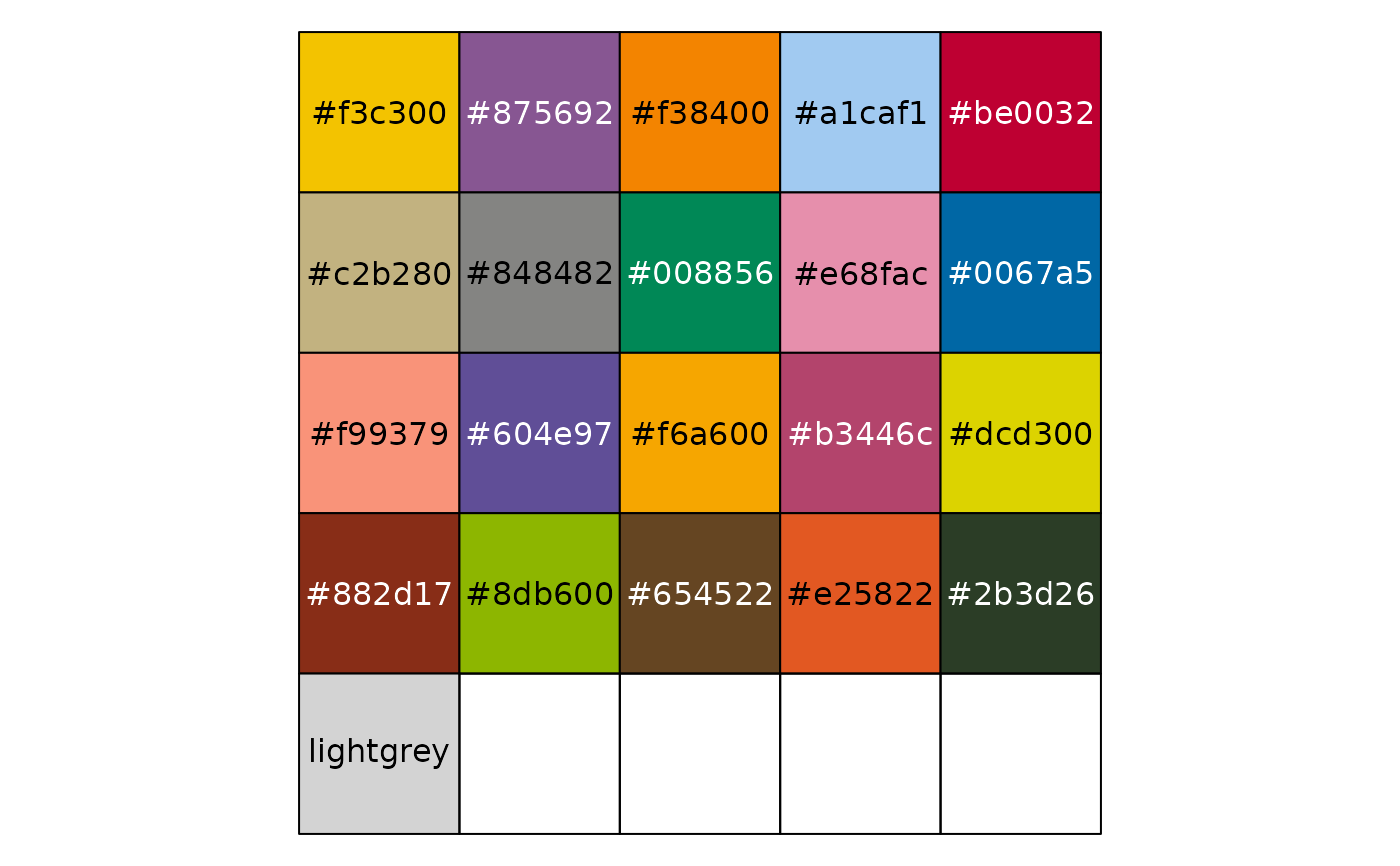 #f3c300 #875692 #f38400 #a1caf1 #be0032
#c2b280 #848482 #008856 #e68fac #0067a5
#f99379 #604e97 #f6a600 #b3446c #dcd300
#882d17 #8db600 #654522 #e25822 #2b3d26
lightgrey